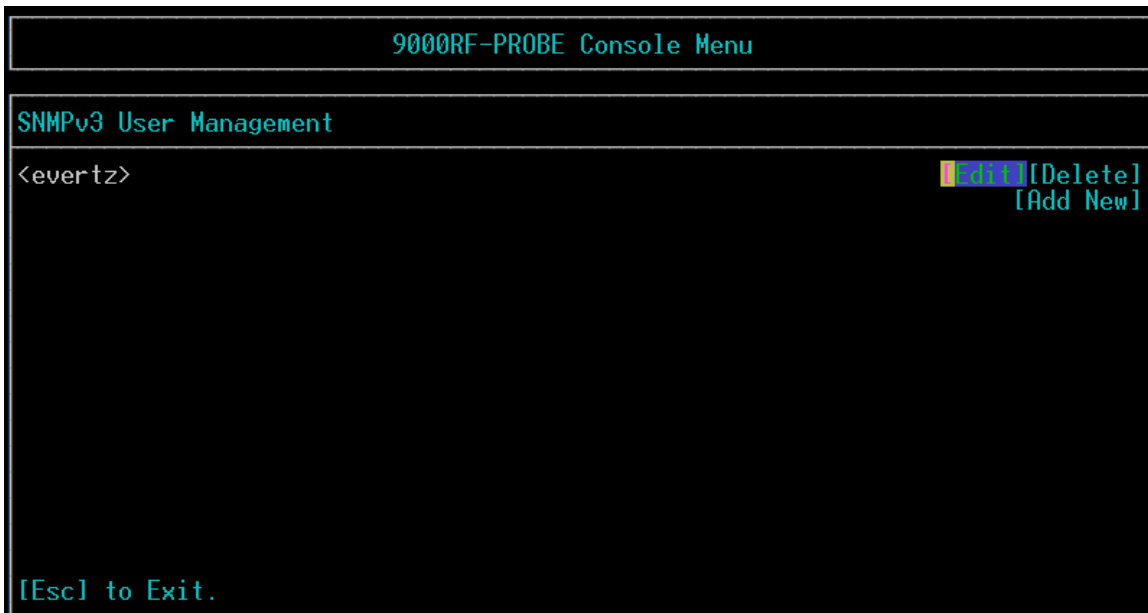 9000RF-PROBE Console Menu
SNMPv3 User Management
<evertz> [Edit][Delete]
[Add New]
[Esc] to Exit.